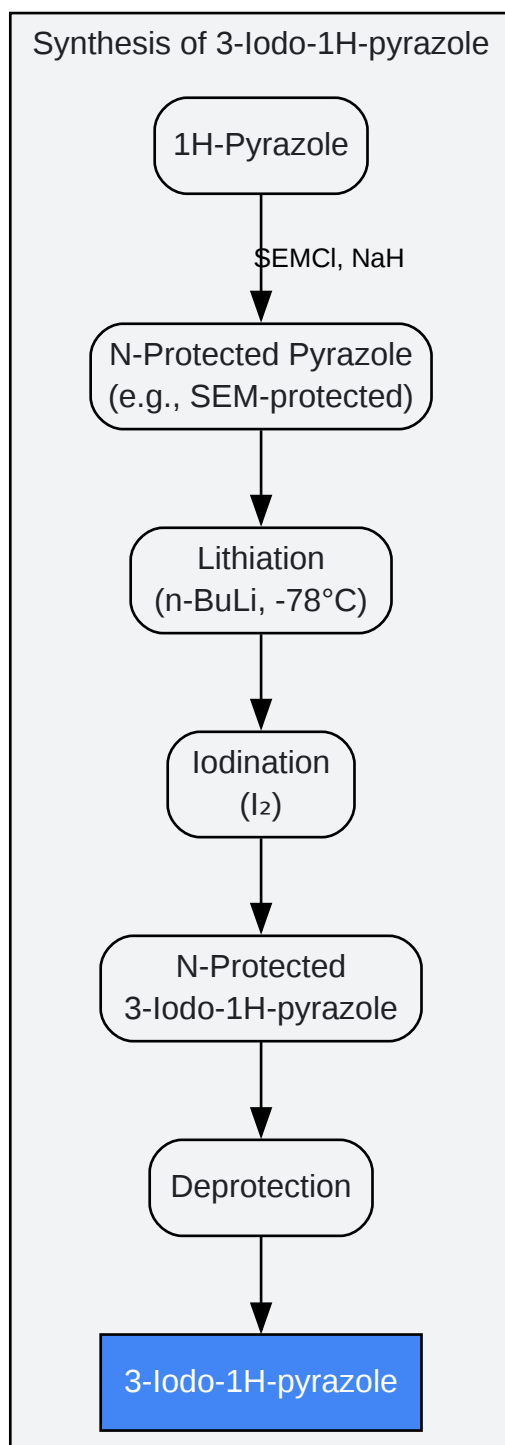 Synthesis of 3-Iodo-1H-pyrazole
1H-Pyrazole
SEMCl, NaH
N-Protected Pyrazole
(e.g., SEM-protected)
Lithiation
(n-BuLi, -78°C)
Iodination
(I₂)
N-Protected
3-Iodo-1H-pyrazole
Deprotection
3-Iodo-1H-pyrazole